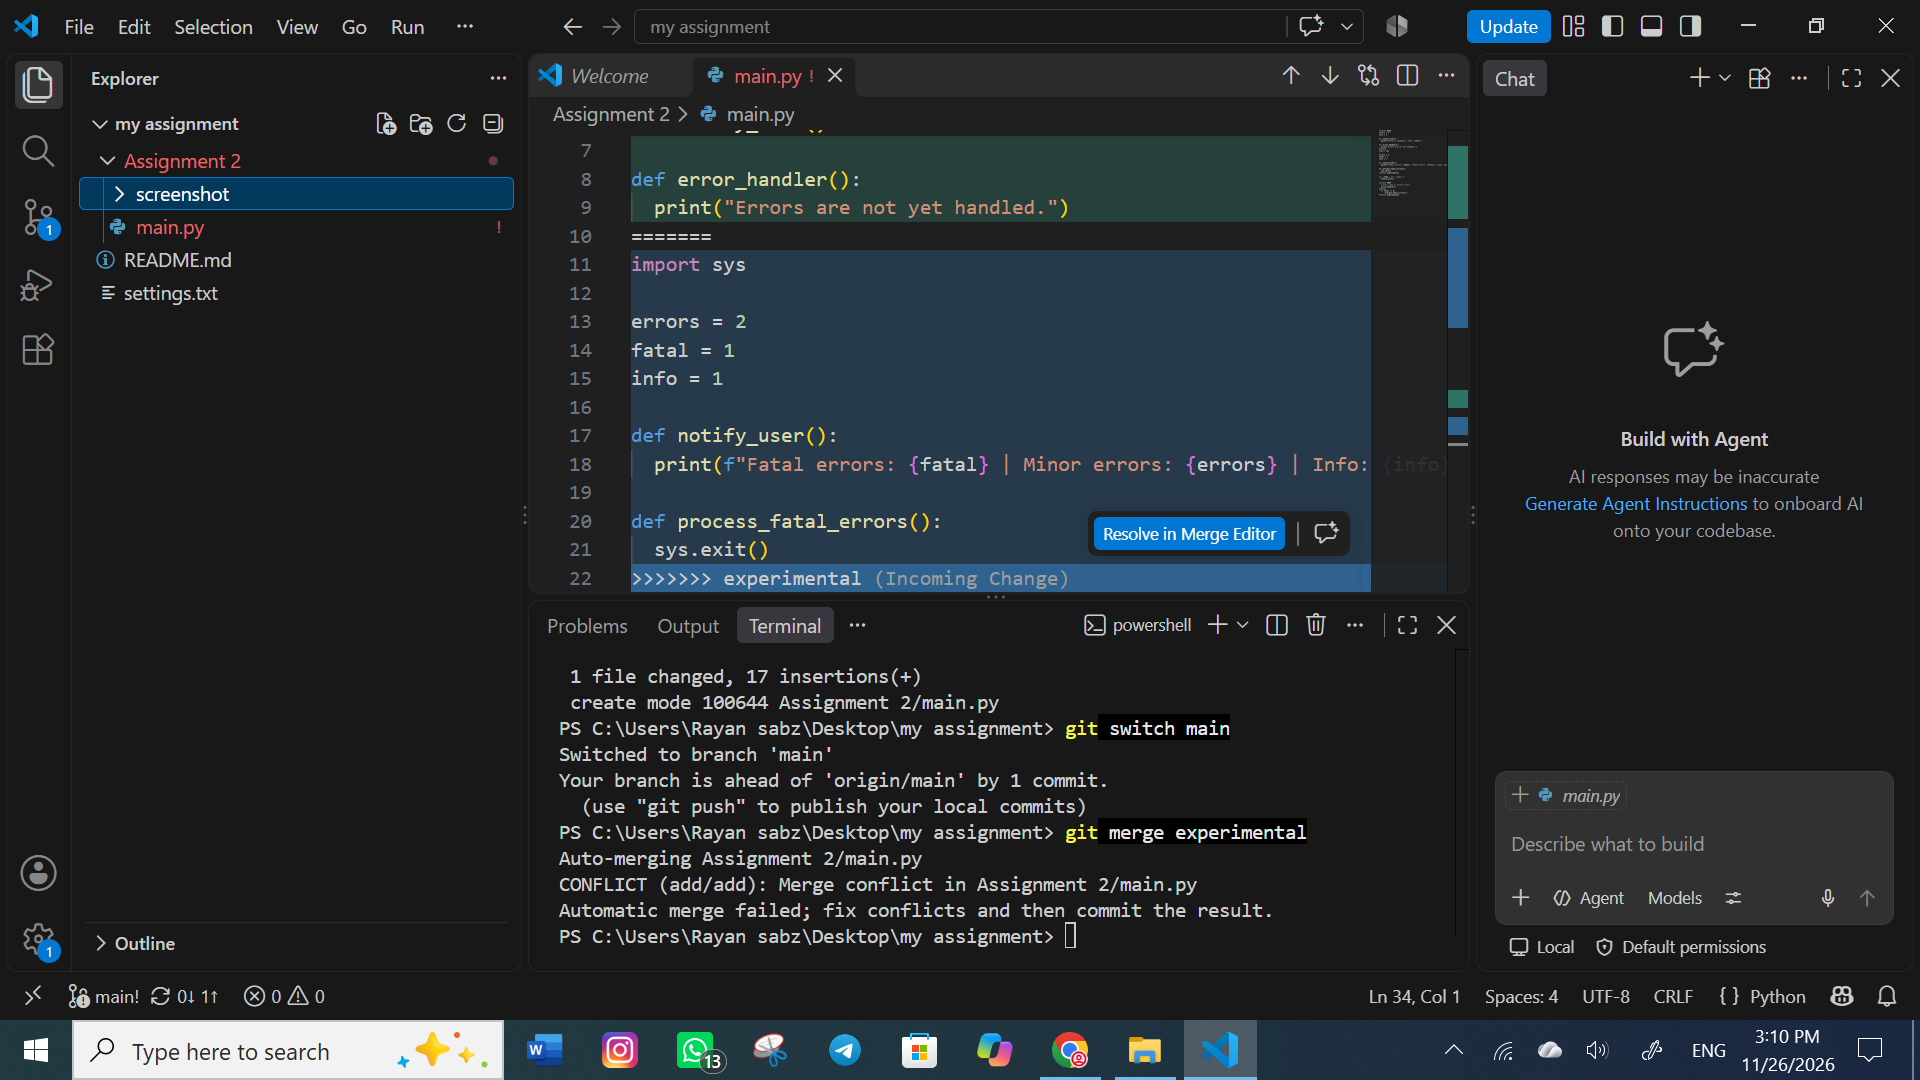 File Edit Selection View Go Run ···
my assignment
Update
Explorer
my assignment
Assignment 2
screenshot
main.py !
README.md
settings.txt
Outline
1
1
Welcome
main.py !
Assignment 2 > main.py
7
8 def error_handler():
9 print("Errors are not yet handled.")
10 =======
11 import sys
12
13 errors = 2
14 fatal = 1
15 info = 1
16
17 def notify_user():
18 print(f"Fatal errors: {fatal} | Minor errors: {errors} | Info: {info}
19
20 def process_fatal_errors():
21 sys.exit()
22 >>>>>>> experimental (Incoming Change)
Resolve in Merge Editor
Problems Output Terminal ···
powershell
1 file changed, 17 insertions(+)
create mode 100644 Assignment 2/main.py
PS C:\Users\Rayan sabz\Desktop\my assignment> git switch main
Switched to branch 'main'
Your branch is ahead of 'origin/main' by 1 commit.
(use "git push" to publish your local commits)
PS C:\Users\Rayan sabz\Desktop\my assignment> git merge experimental
Auto-merging Assignment 2/main.py
CONFLICT (add/add): Merge conflict in Assignment 2/main.py
Automatic merge failed; fix conflicts and then commit the result.
PS C:\Users\Rayan sabz\Desktop\my assignment>
Chat
Build with Agent
AI responses may be inaccurate
Generate Agent Instructions to onboard AI
onto your codebase.
main.py
Describe what to build
Agent Models
Local Default permissions
main! 0↓ 1↑ 0 0
Ln 34, Col 1 Spaces: 4 UTF-8 CRLF { } Python
Type here to search
13
ENG
3:10 PM
11/26/2026